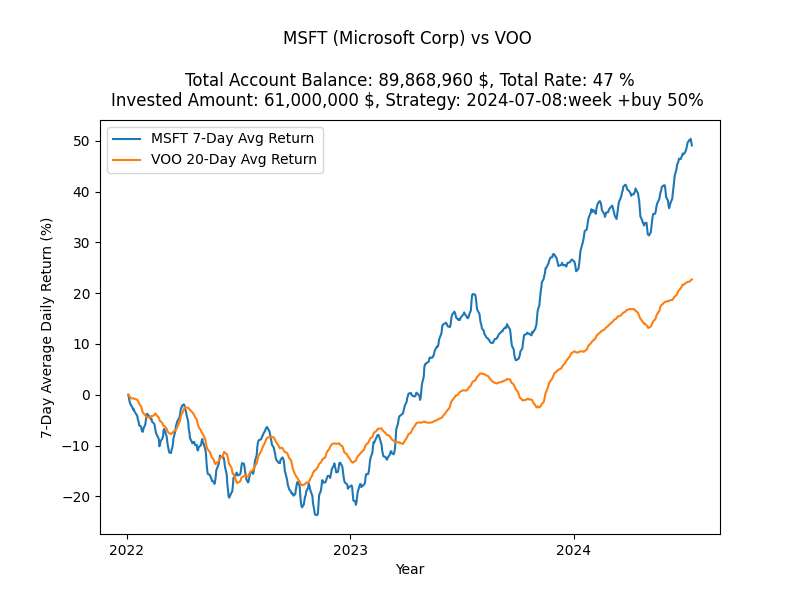 MSFT (Microsoft Corp) vs VOO
Total Account Balance: 89,868,960 $, Total Rate: 47 %
Invested Amount: 61,000,000 $, Strategy: 2024-07-08:week +buy 50%
MSFT 7-Day Avg Return
VOO 20-Day Avg Return
7-Day Average Daily Return (%)
50
40
30
20
10
0
−10
−20
2022
2023
2024
Year